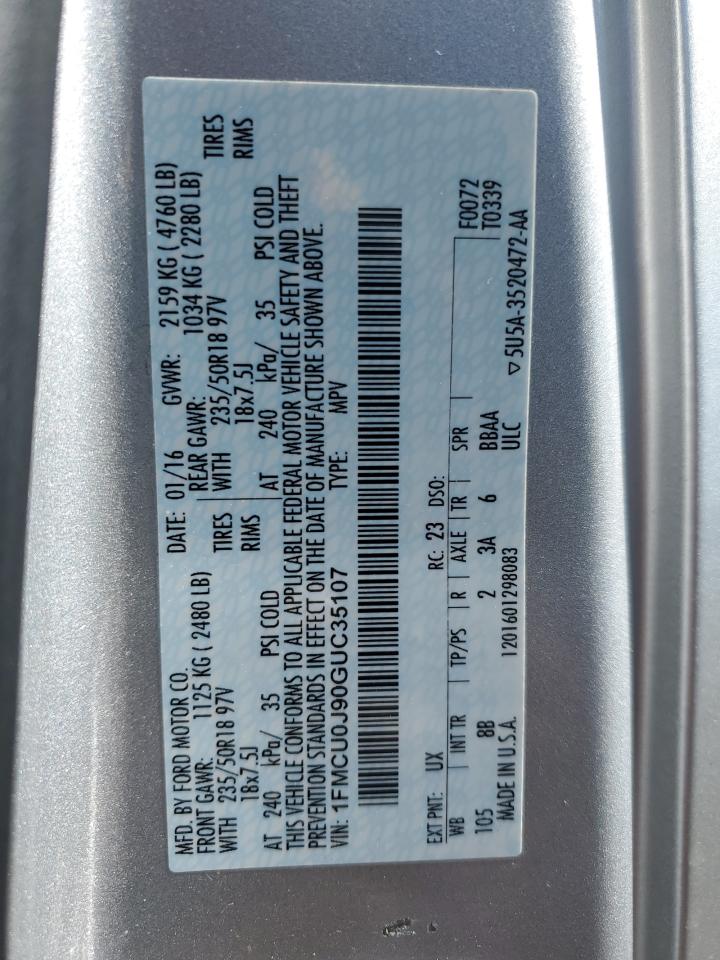 MFD. BY FORD MOTOR CO.
DATE: 01/16 GVWR: 2159 KG ( 4760 LB)
FRONT GAWR: 1125 KG ( 2480 LB) REAR GAWR: 1034 KG ( 2280 LB)
WITH 235/50R18 97V TIRES WITH 235/50R18 97V TIRES
18x7.5J RIMS 18x7.5J RIMS
AT 240 kPa/ 35 PSI COLD AT 240 kPa/ 35 PSI COLD
THIS VEHICLE CONFORMS TO ALL APPLICABLE FEDERAL MOTOR VEHICLE SAFETY AND THEFT
PREVENTION STANDARDS IN EFFECT ON THE DATE OF MANUFACTURE SHOWN ABOVE.
VIN: 1FMCU0J90GUC35107 TYPE: MPV
EXT PNT: UX RC: 23 DSO:
WB INT TR TP/PS R AXLE TR SPR F0072
105 8B 2 3A 6 BBAA T0339
MADE IN U.S.A. 1201601298083 ULC ▽5U5A-3520472-AA